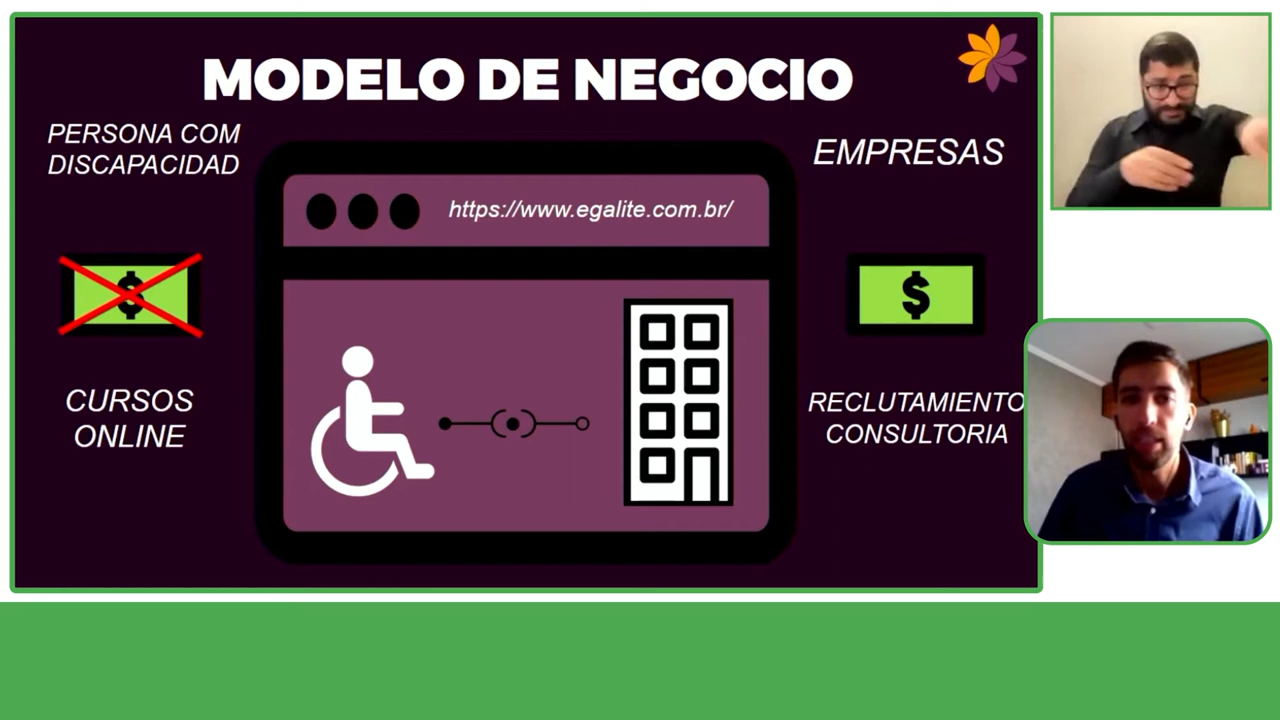 MODELO DE NEGOCIO
PERSONA COM
DISCAPACIDAD
EMPRESAS
https://www.egalite.com.br/
$
$
CURSOS
ONLINE
RECLUTAMIENTO
CONSULTORIA